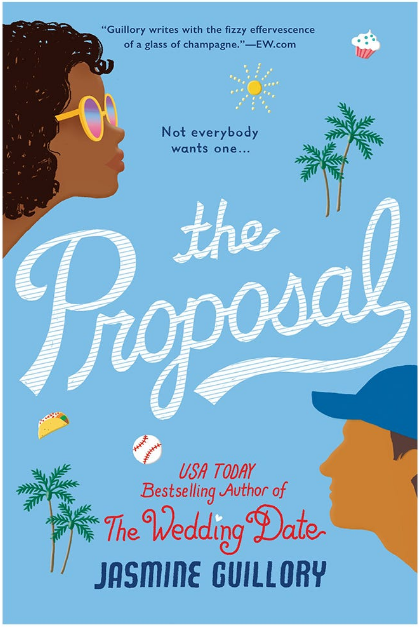 “Guillory writes with the fizzy effervescence
of a glass of champagne.”—EW.com
Not everybody
wants one...
the
Proposal
USA TODAY
Bestselling Author of
The Wedding Date
JASMINE GUILLORY